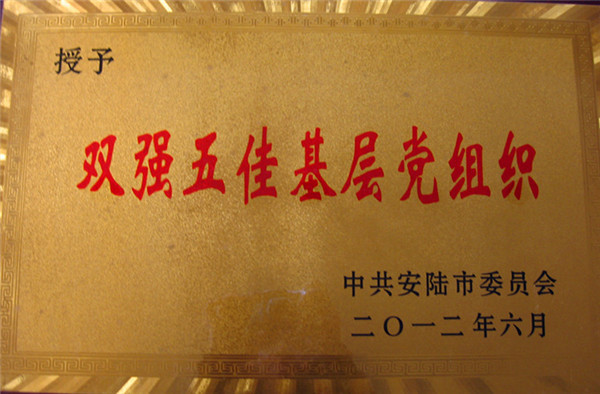 授予
双强五佳基层党组织
中共安陆市委员会
二〇一二年六月